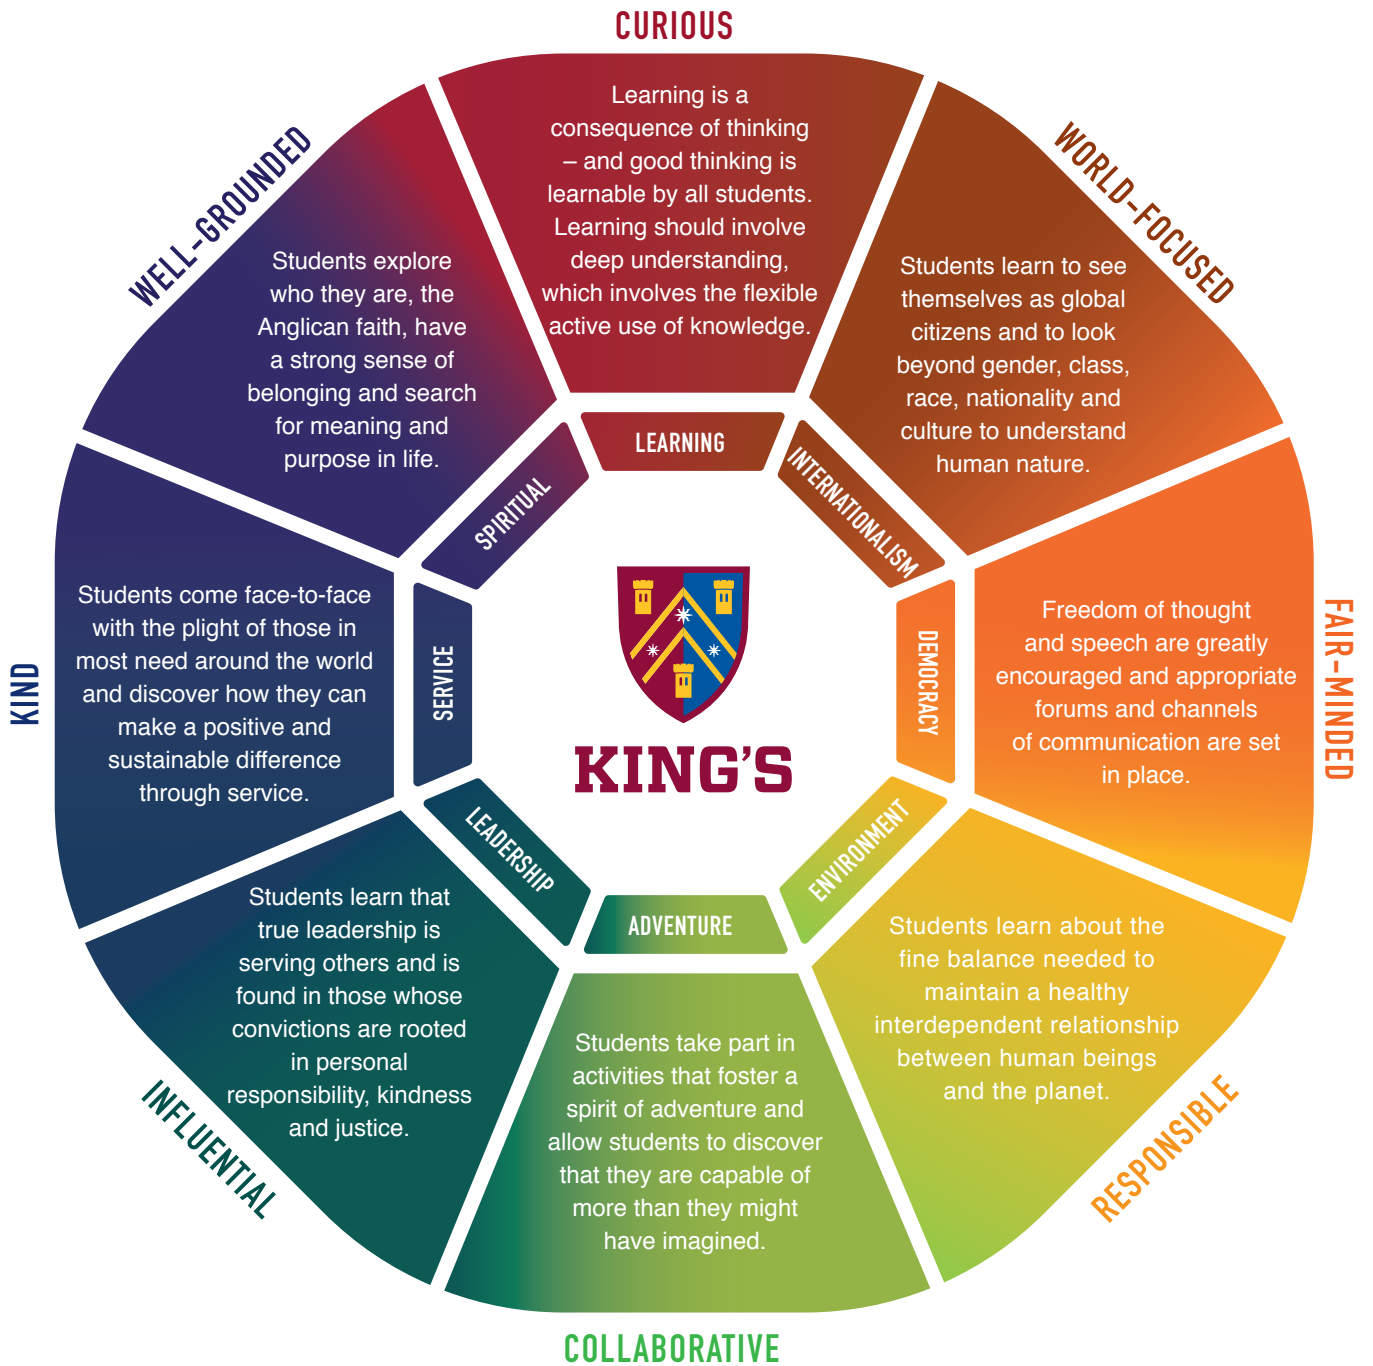 CURIOUS
Learning is a
consequence of thinking
– and good thinking is
learnable by all students.
Learning should involve
deep understanding,
which involves the flexible
active use of knowledge.
LEARNING
WORLD-FOCUSED
Students learn to see
themselves as global
citizens and to look
beyond gender, class,
race, nationality and
culture to understand
human nature.
INTERNATIONALISM
FAIR-MINDED
Freedom of thought
and speech are greatly
encouraged and appropriate
forums and channels
of communication are set
in place.
DEMOCRACY
RESPONSIBLE
Students learn about the
fine balance needed to
maintain a healthy
interdependent relationship
between human beings
and the planet.
ENVIRONMENT
COLLABORATIVE
Students take part in
activities that foster a
spirit of adventure and
allow students to discover
that they are capable of
more than they might
have imagined.
ADVENTURE
INFLUENTIAL
Students learn that
true leadership is
serving others and is
found in those whose
convictions are rooted
in personal
responsibility, kindness
and justice.
LEADERSHIP
KIND
Students come face-to-face
with the plight of those in
most need around the world
and discover how they can
make a positive and
sustainable difference
through service.
SERVICE
WELL-GROUNDED
Students explore
who they are, the
Anglican faith, have
a strong sense of
belonging and search
for meaning and
purpose in life.
SPIRITUAL
KING'S